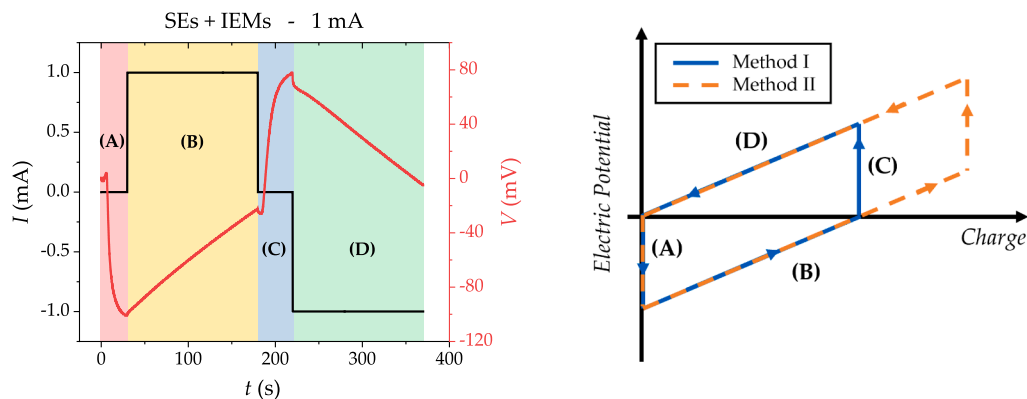 SEs + IEMs - 1 mA
I (mA)
1.0
0.5
0.0
-0.5
-1.0
(A)
(B)
(C)
(D)
80
40
0
-40
-80
-120
V (mV)
0
100
200
300
400
t (s)
Method I
Method II
Electric Potential
Charge
(A)
(B)
(C)
(D)